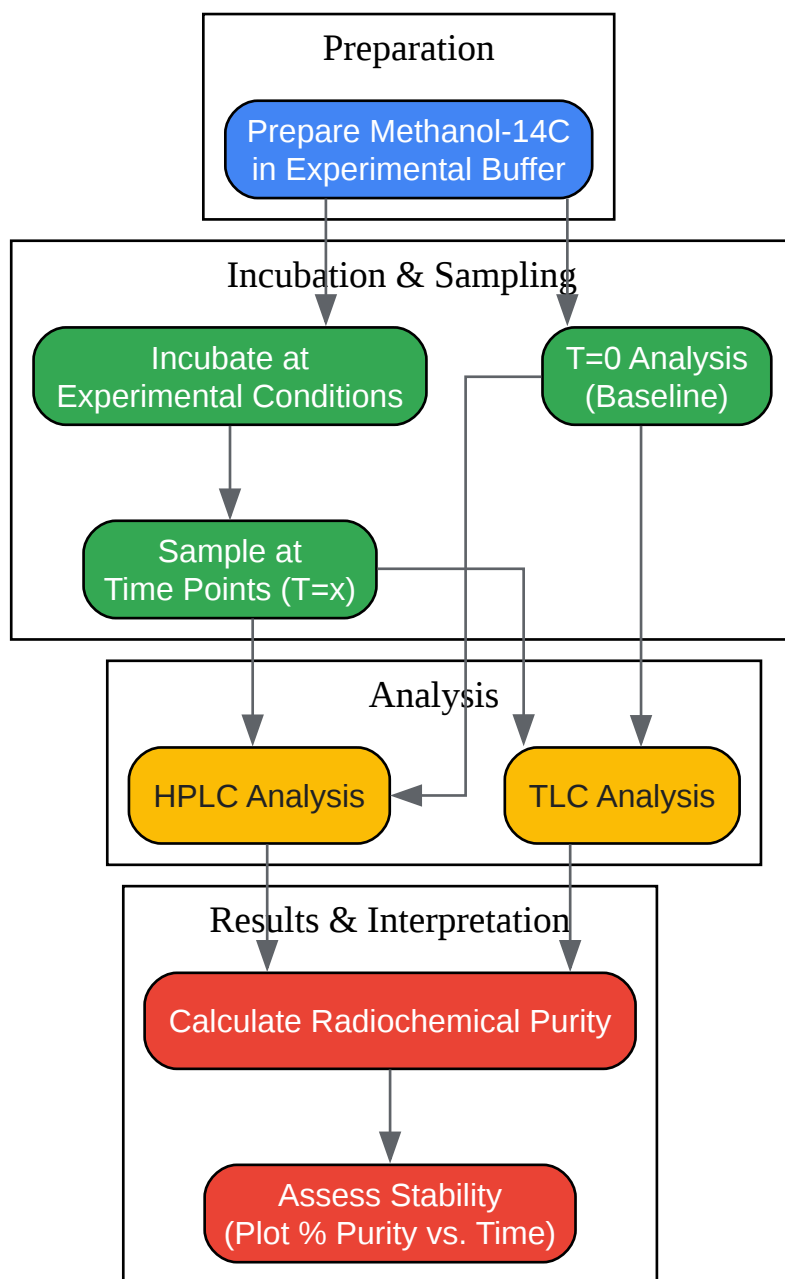 Preparation
Prepare Methanol-14C
in Experimental Buffer
Incubation & Sampling
Incubate at
Experimental Conditions
T=0 Analysis
(Baseline)
Sample at
Time Points (T=x)
Analysis
HPLC Analysis
TLC Analysis
Results & Interpretation
Calculate Radiochemical Purity
Assess Stability
(Plot % Purity vs. Time)